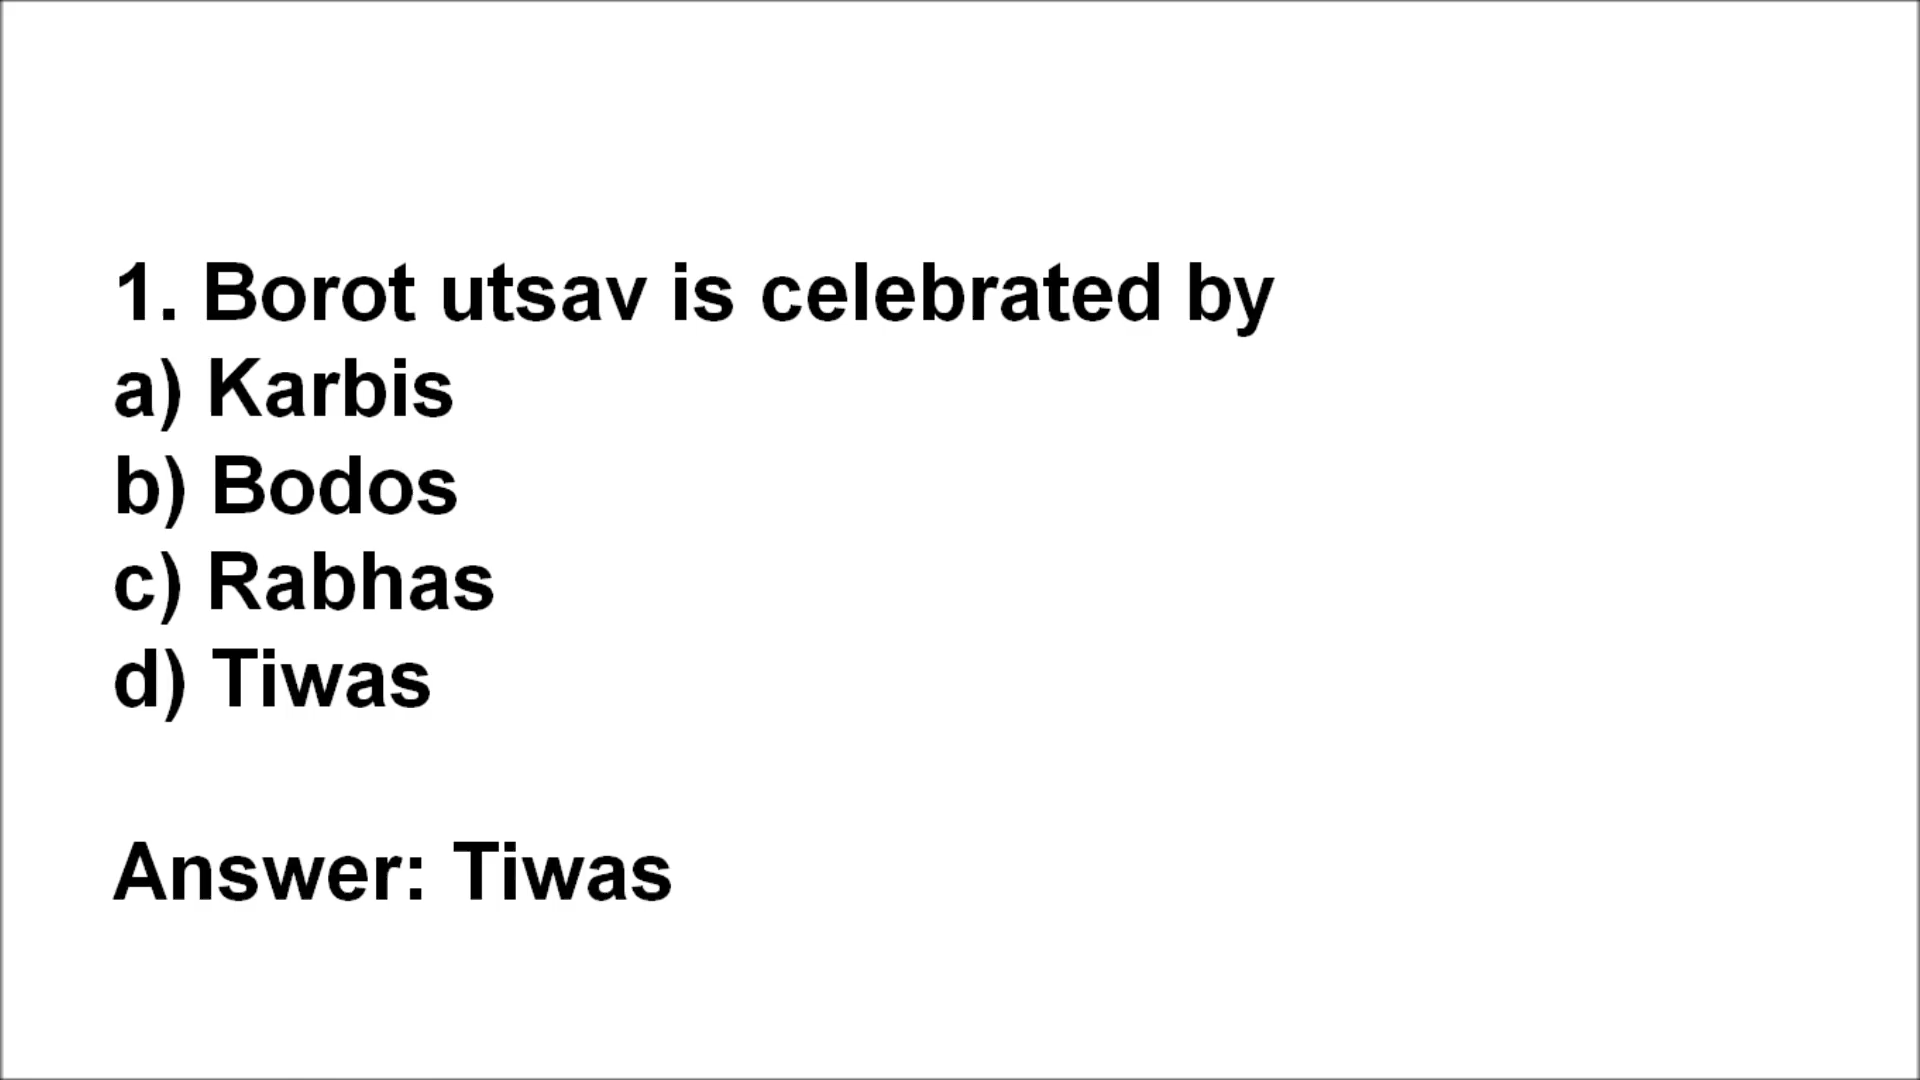 1. Borot utsav is celebrated by
a) Karbis
b) Bodos
c) Rabhas
d) Tiwas
Answer: Tiwas